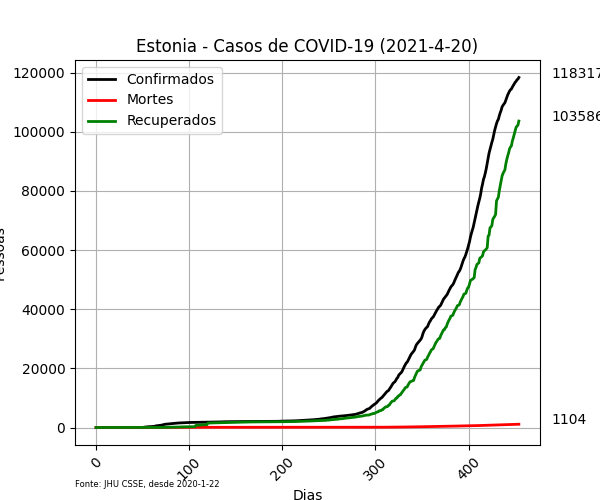 Estonia - Casos de COVID-19 (2021-4-20)
Confirmados
Mortes
Recuperados
120000
100000
80000
60000
40000
20000
0
118317
103586
1104
0
100
200
300
400
Dias
Fonte: JHU CSSE, desde 2020-1-22